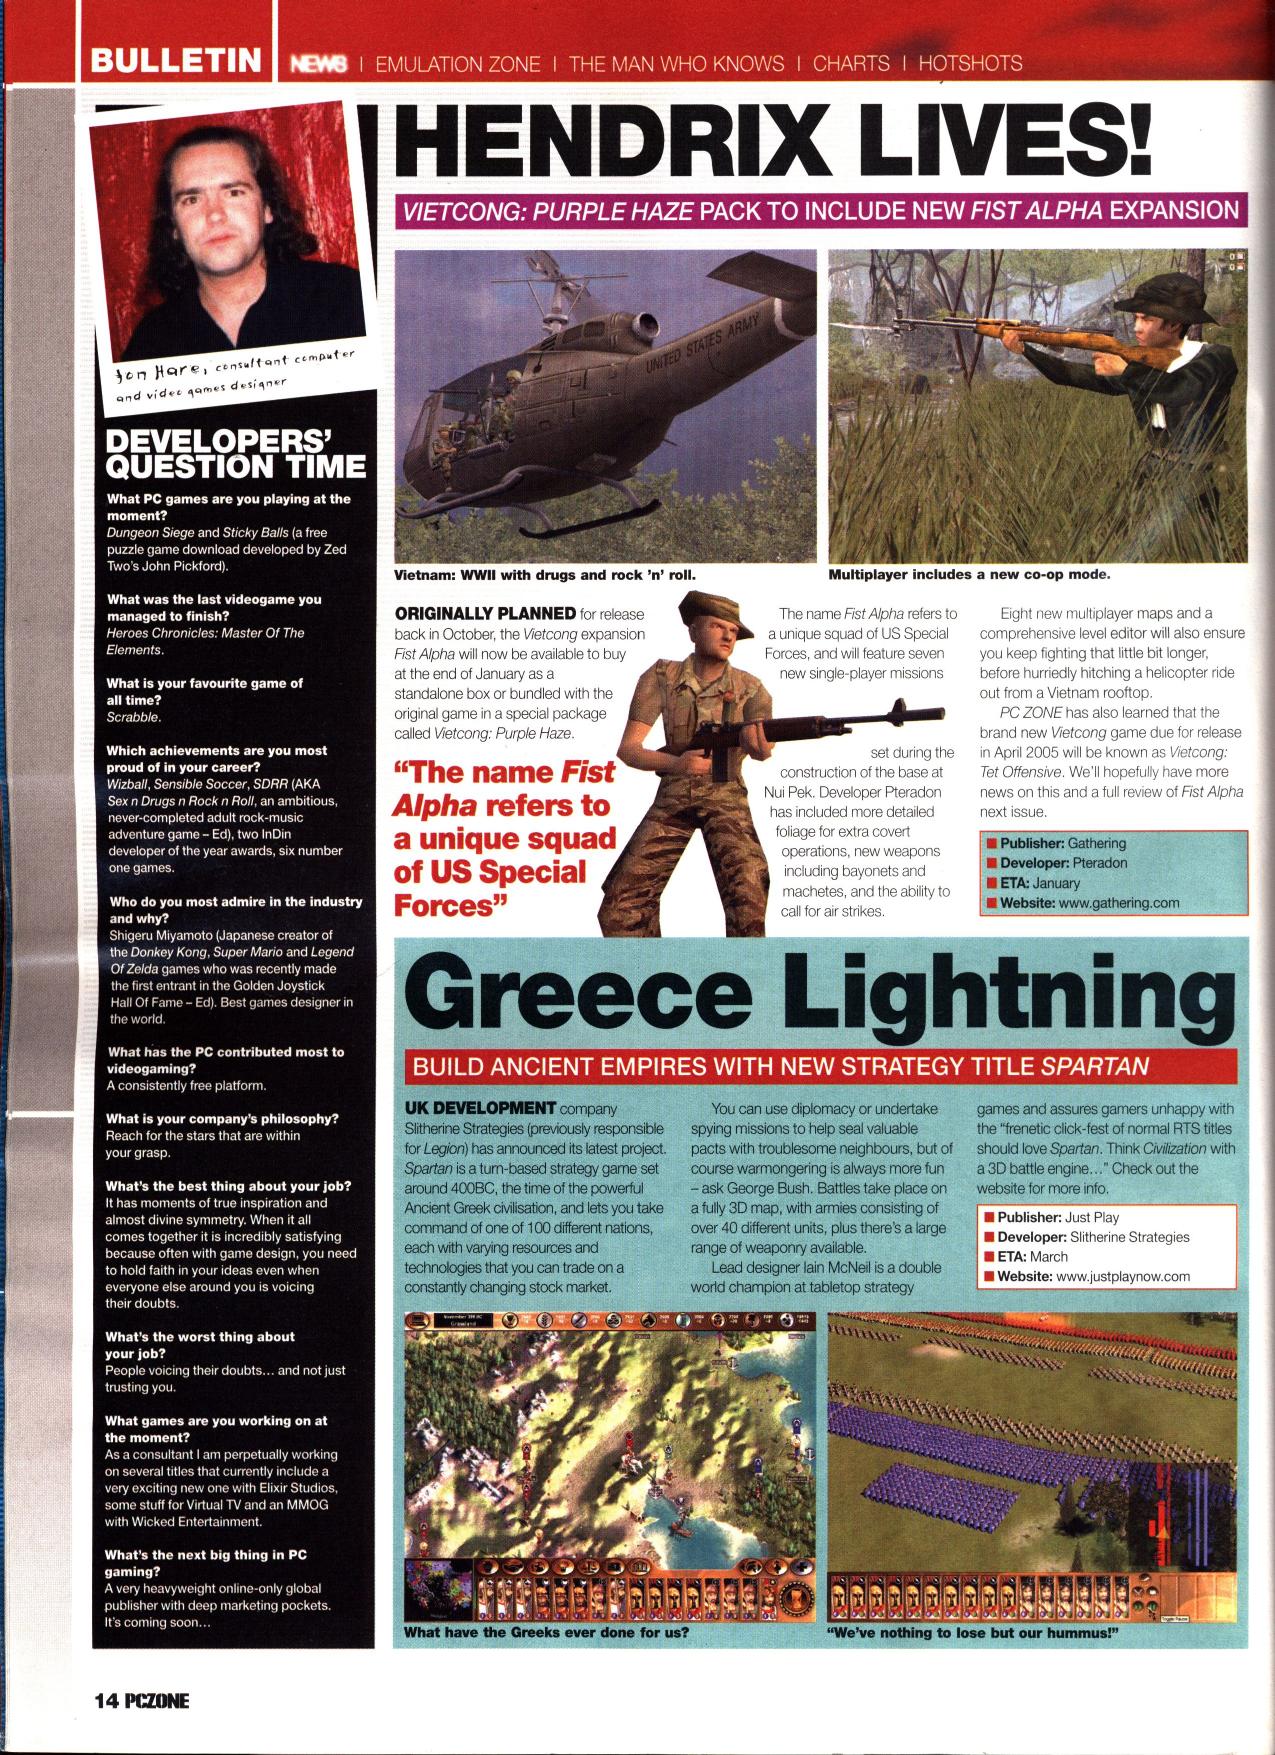 BULLETIN
NEWS | EMULATION ZONE | THE MAN WHO KNOWS | CHARTS | HOTSHOTS
Jon Hare, consultant computer
and video games designer
DEVELOPERS'
QUESTION TIME
What PC games are you playing at the
moment?
Dungeon Siege and Sticky Balls (a free
puzzle game download developed by Zed
Two's John Pickford).
What was the last videogame you
managed to finish?
Heroes Chronicles: Master Of The
Elements.
What is your favourite game of
all time?
Scrabble.
Which achievements are you most
proud of in your career?
Wizball, Sensible Soccer, SDRR (AKA
Sex n Drugs n Rock n Roll, an ambitious,
never-completed adult rock-music
adventure game – Ed), two InDin
developer of the year awards, six number
one games.
Who do you most admire in the industry
and why?
Shigeru Miyamoto (Japanese creator of
the Donkey Kong, Super Mario and Legend
Of Zelda games who was recently made
the first entrant in the Golden Joystick
Hall Of Fame – Ed). Best games designer in
the world.
What has the PC contributed most to
videogaming?
A consistently free platform.
What is your company's philosophy?
Reach for the stars that are within
your grasp.
What's the best thing about your job?
It has moments of true inspiration and
almost divine symmetry. When it all
comes together it is incredibly satisfying
because often with game design, you need
to hold faith in your ideas even when
everyone else around you is voicing
their doubts.
What's the worst thing about
your job?
People voicing their doubts... and not just
trusting you.
What games are you working on at
the moment?
As a consultant I am perpetually working
on several titles that currently include a
very exciting new one with Elixir Studios,
some stuff for Virtual TV and an MMOG
with Wicked Entertainment.
What's the next big thing in PC
gaming?
A very heavyweight online-only global
publisher with deep marketing pockets.
It's coming soon...
HENDRIX LIVES!
VIETCONG: PURPLE HAZE PACK TO INCLUDE NEW FIST ALPHA EXPANSION
UNITED STATES ARMY
Vietnam: WWII with drugs and rock 'n' roll.
Multiplayer includes a new co-op mode.
ORIGINALLY PLANNED for release
back in October, the Vietcong expansion
Fist Alpha will now be available to buy
at the end of January as a
standalone box or bundled with the
original game in a special package
called Vietcong: Purple Haze.
"The name Fist
Alpha refers to
a unique squad
of US Special
Forces"
The name Fist Alpha refers to
a unique squad of US Special
Forces, and will feature seven
new single-player missions
set during the
construction of the base at
Nui Pek. Developer Pteradon
has included more detailed
foliage for extra covert
operations, new weapons
including bayonets and
machetes, and the ability to
call for air strikes.
Eight new multiplayer maps and a
comprehensive level editor will also ensure
you keep fighting that little bit longer,
before hurriedly hitching a helicopter ride
out from a Vietnam rooftop.
PC ZONE has also learned that the
brand new Vietcong game due for release
in April 2005 will be known as Vietcong:
Tet Offensive. We'll hopefully have more
news on this and a full review of Fist Alpha
next issue.
Publisher: Gathering
Developer: Pteradon
ETA: January
Website: www.gathering.com
Greece Lightning
BUILD ANCIENT EMPIRES WITH NEW STRATEGY TITLE SPARTAN
UK DEVELOPMENT company
Slitherine Strategies (previously responsible
for Legion) has announced its latest project.
Spartan is a turn-based strategy game set
around 400BC, the time of the powerful
Ancient Greek civilisation, and lets you take
command of one of 100 different nations,
each with varying resources and
technologies that you can trade on a
constantly changing stock market.
You can use diplomacy or undertake
spying missions to help seal valuable
pacts with troublesome neighbours, but of
course warmongering is always more fun
– ask George Bush. Battles take place on
a fully 3D map, with armies consisting of
over 40 different units, plus there's a large
range of weaponry available.
Lead designer Iain McNeil is a double
world champion at tabletop strategy
games and assures gamers unhappy with
the "frenetic click-fest of normal RTS titles
should love Spartan. Think Civilization with
a 3D battle engine..." Check out the
website for more info.
Publisher: Just Play
Developer: Slitherine Strategies
ETA: March
Website: www.justplaynow.com
What have the Greeks ever done for us?
"We've nothing to lose but our hummus!"
14 PCZONE